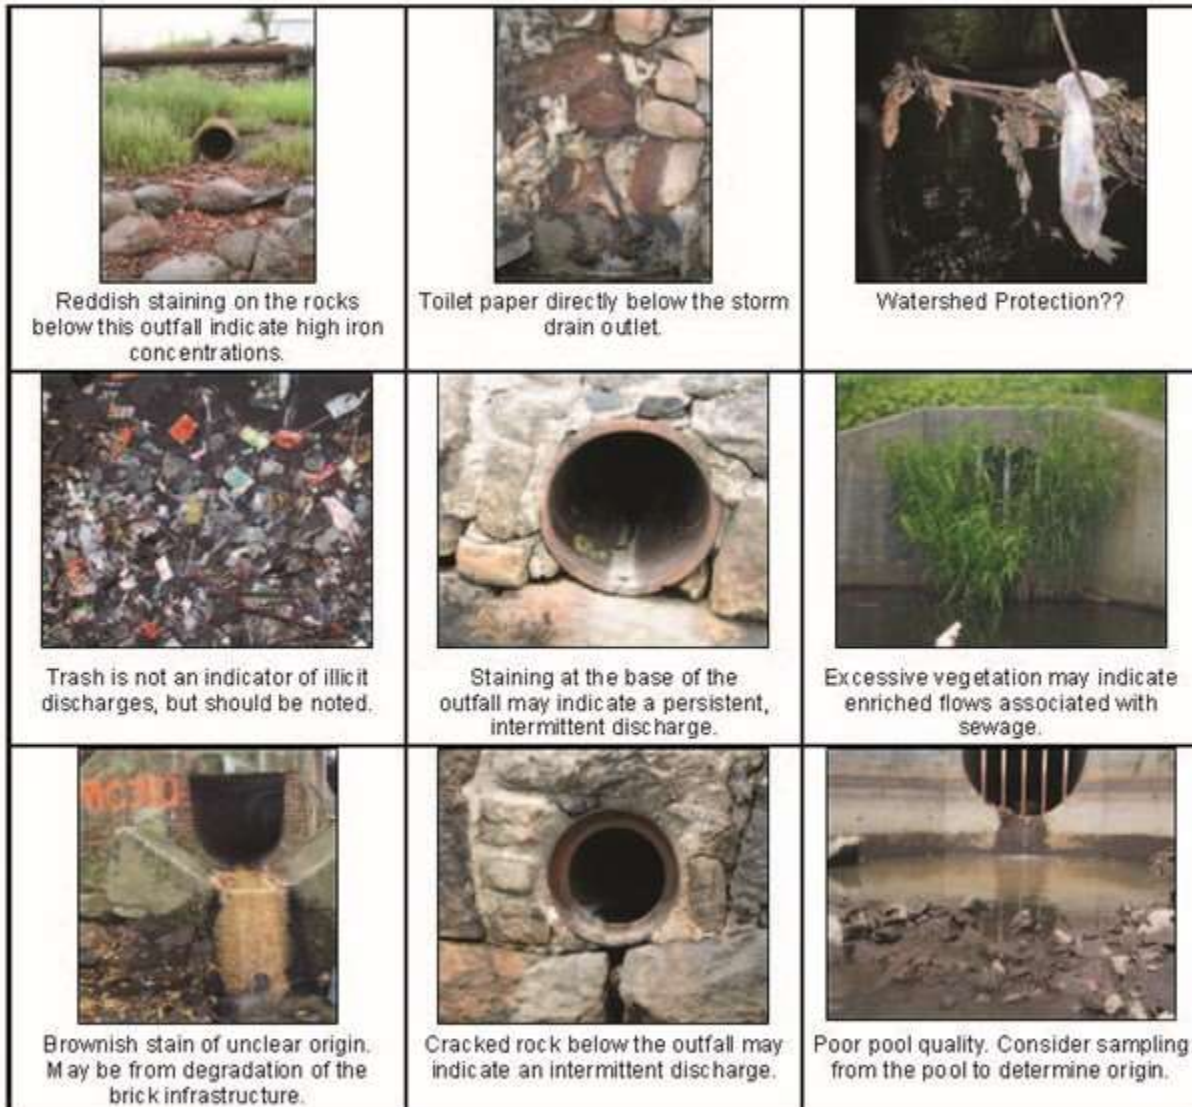 Reddish staining on the rocks
below this outfall indicate high iron
concentrations.
Toilet paper directly below the storm
drain outlet.
Watershed Protection??
Trash is not an indicator of illicit
discharges, but should be noted.
Staining at the base of the
outfall may indicate a persistent,
intermittent discharge.
Excessive vegetation may indicate
enriched flows associated with
sewage.
Brownish stain of unclear origin.
May be from degradation of the
brick infrastructure.
Cracked rock below the outfall may
indicate an intermittent discharge.
Poor pool quality. Consider sampling
from the pool to determine origin.